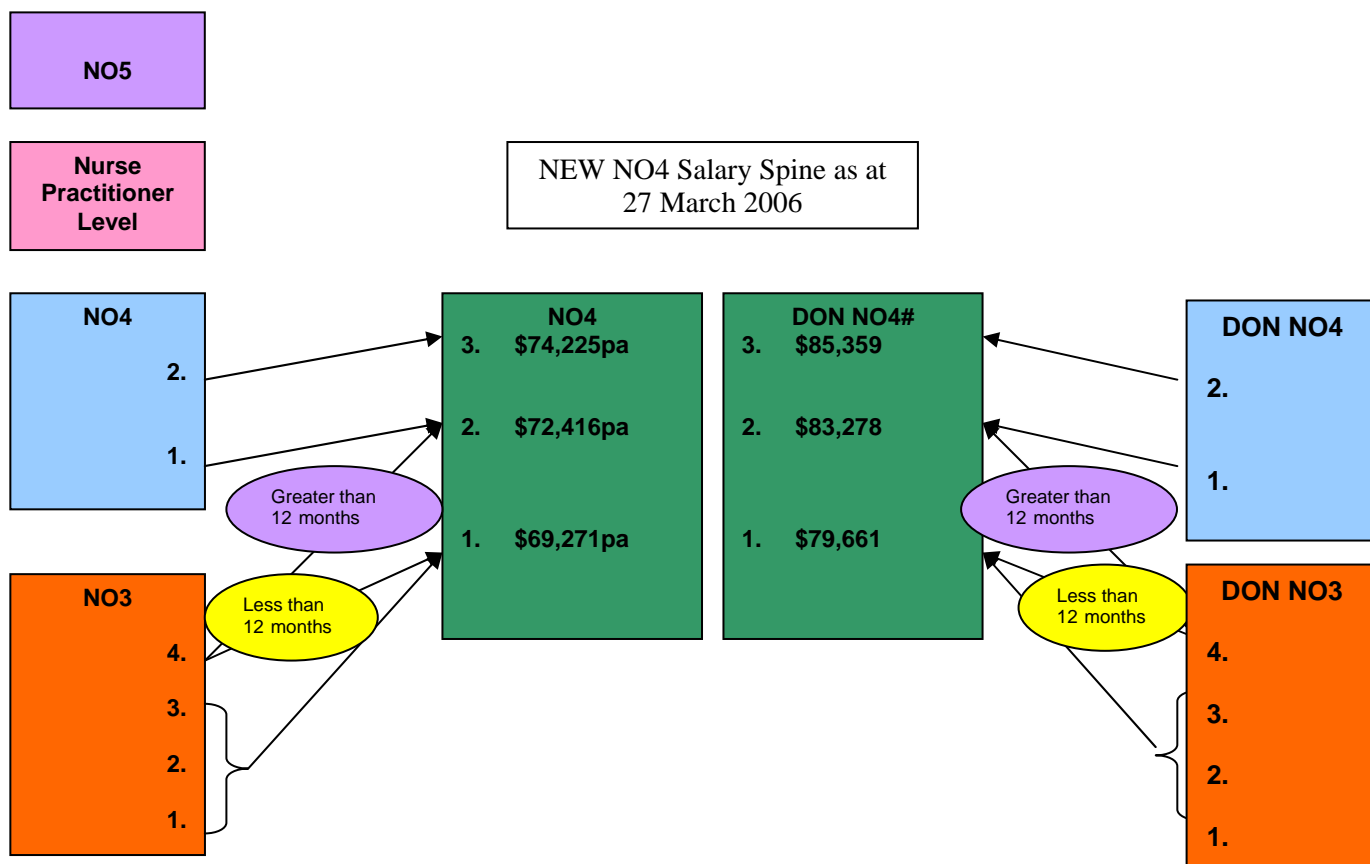 NO5
Nurse
Practitioner
Level
NEW NO4 Salary Spine as at
27 March 2006
NO4
2.
1.
NO4
3. $74,225pa
2. $72,416pa
1. $69,271pa
DON NO4#
3. $85,359
2. $83,278
1. $79,661
DON NO4
2.
1.
Greater than
12 months
Greater than
12 months
NO3
4.
3.
2.
1.
Less than
12 months
Less than
12 months
DON NO3
4.
3.
2.
1.